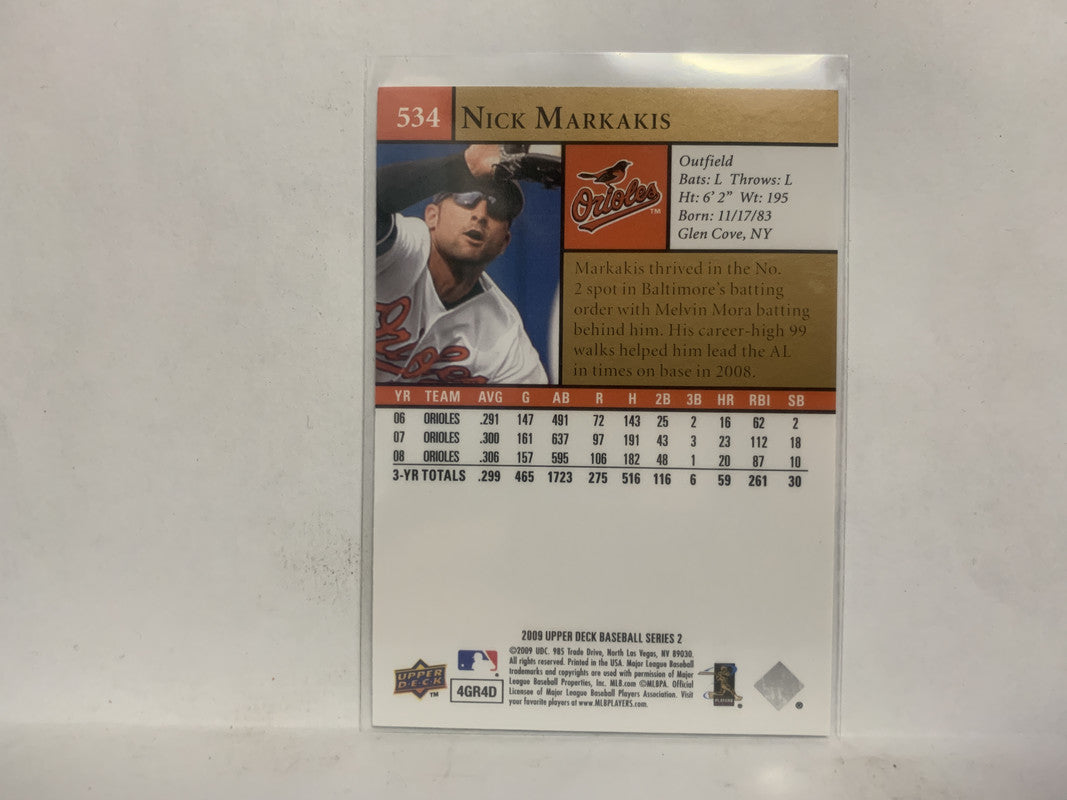 534 NICK MARKAKIS
Orioles
TM
Outfield
Bats: L Throws: L
Ht: 6' 2" Wt: 195
Born: 11/17/83
Glen Cove, NY
Markakis thrived in the No.
2 spot in Baltimore's batting
order with Melvin Mora batting
behind him. His career-high 99
walks helped him lead the AL
in times on base in 2008.
YR TEAM AVG G AB R H 2B 3B HR RBI SB
06 ORIOLES .291 147 491 72 143 25 2 16 62 2
07 ORIOLES .300 161 637 97 191 43 3 23 112 18
08 ORIOLES .306 157 595 106 182 48 1 20 87 10
3-YR TOTALS .299 465 1723 275 516 116 6 59 261 30
2009 UPPER DECK BASEBALL SERIES 2
©2009 UDC. 985 Trade Drive, North Las Vegas, NV 89030.
All rights reserved. Printed in the USA. Major League Baseball
trademarks and copyrights are used with permission of Major
League Baseball Properties, Inc. MLB.com ©MLBPA. Official
Licensee of Major League Baseball Players Association. Visit
your favorite players at www.MLBPLAYERS.com.
UPPER
DECK
TM
4GR4D
PLAYERS
®
®